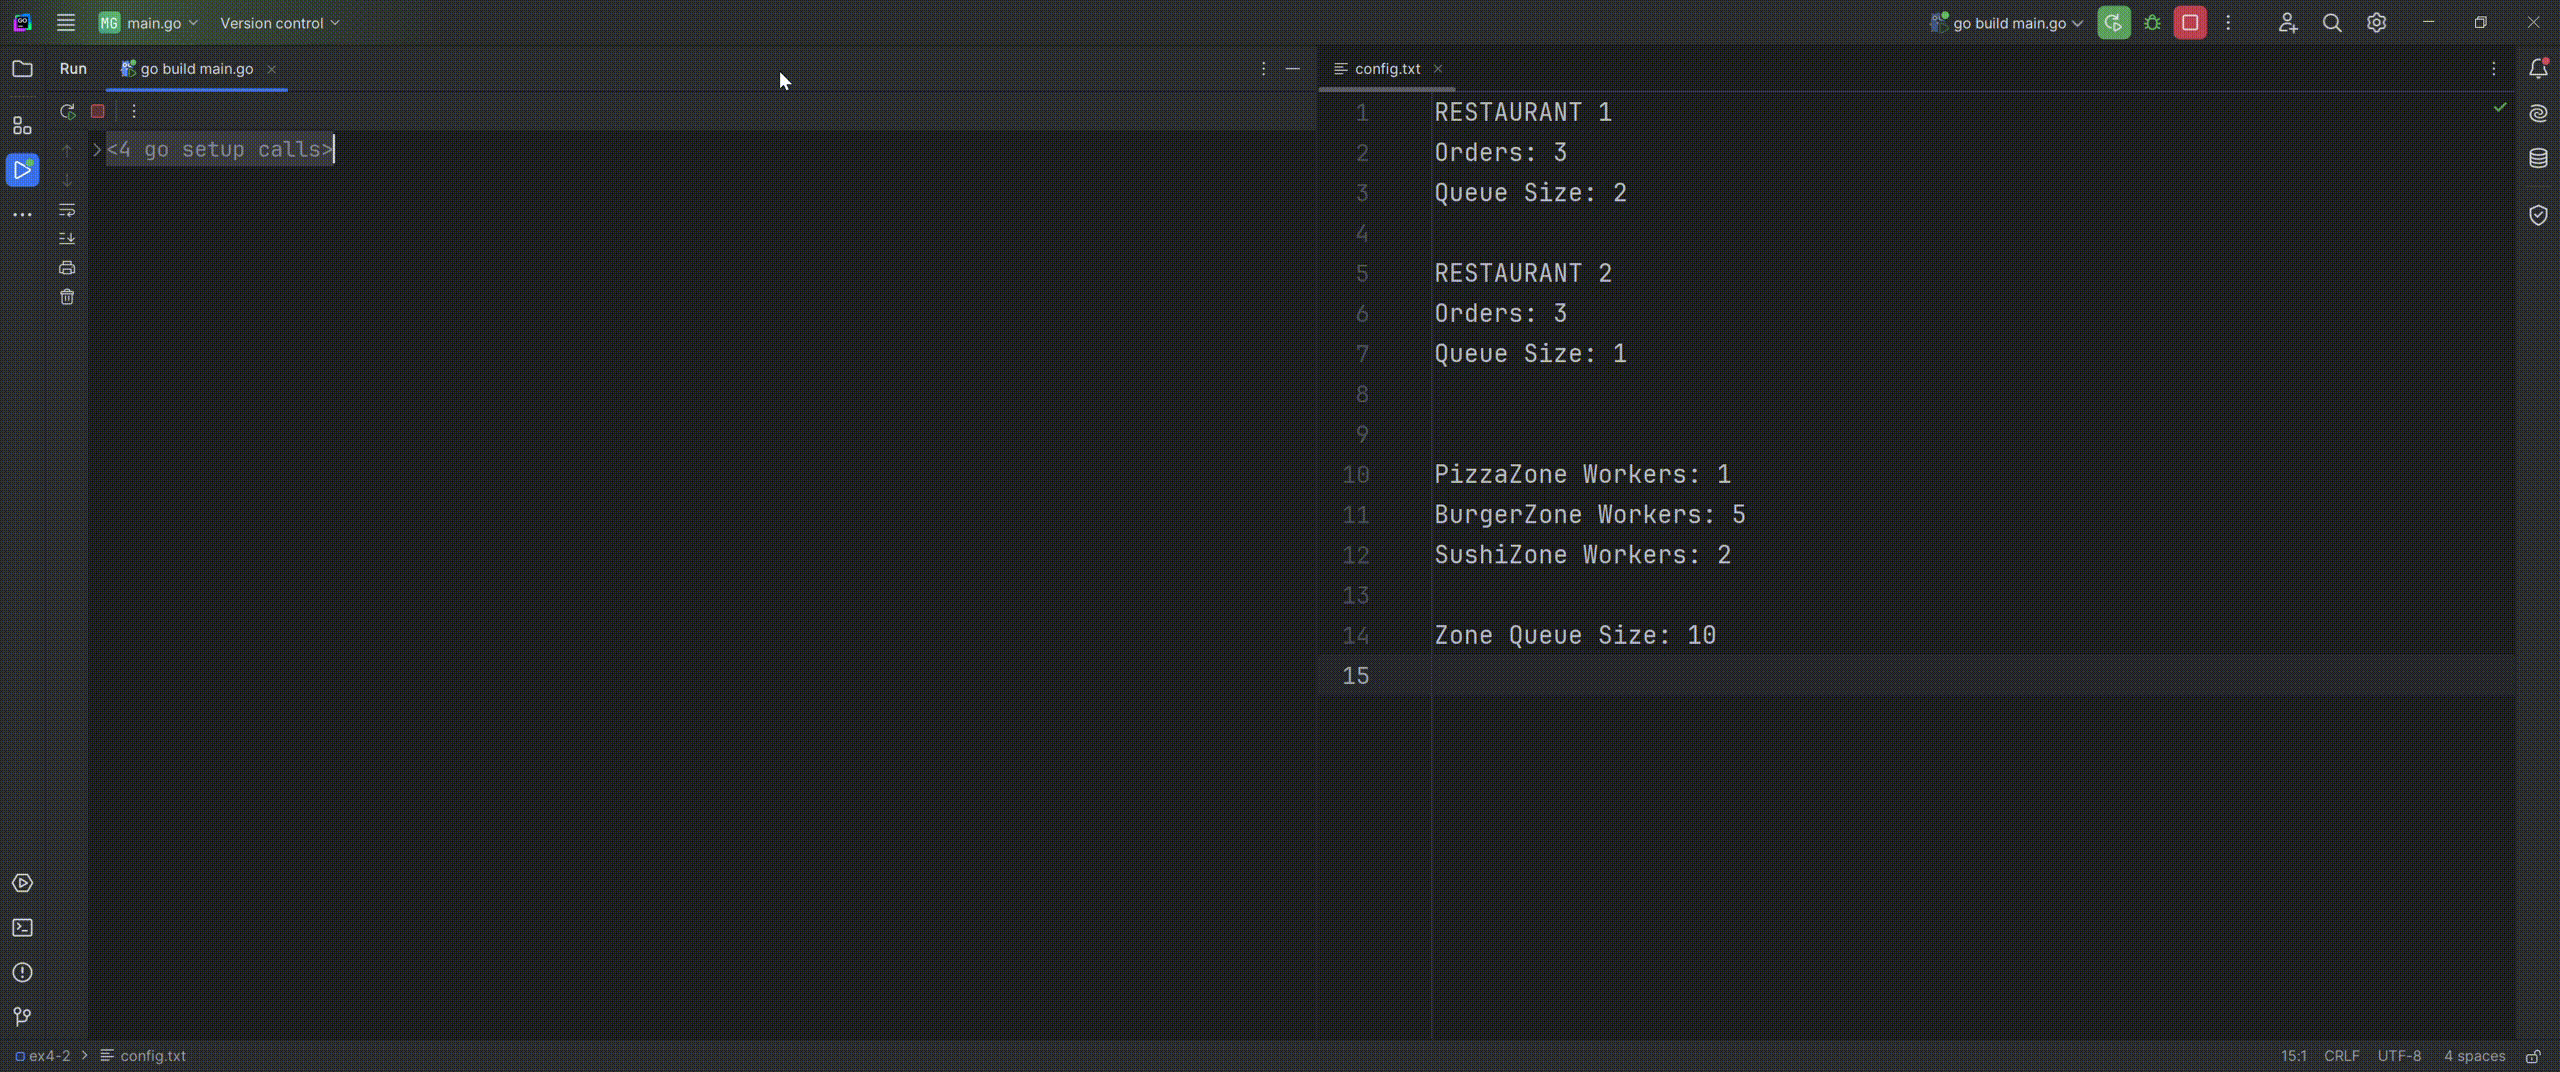 MG main.go Version control go build main.go
Run go build main.go
<4 go setup calls>
config.txt
1 RESTAURANT 1
2 Orders: 3
3 Queue Size: 2
4
5 RESTAURANT 2
6 Orders: 3
7 Queue Size: 1
8
9
10 PizzaZone Workers: 1
11 BurgerZone Workers: 5
12 SushiZone Workers: 2
13
14 Zone Queue Size: 10
15
ex4-2 > config.txt 15:1 CRLF UTF-8 4 spaces